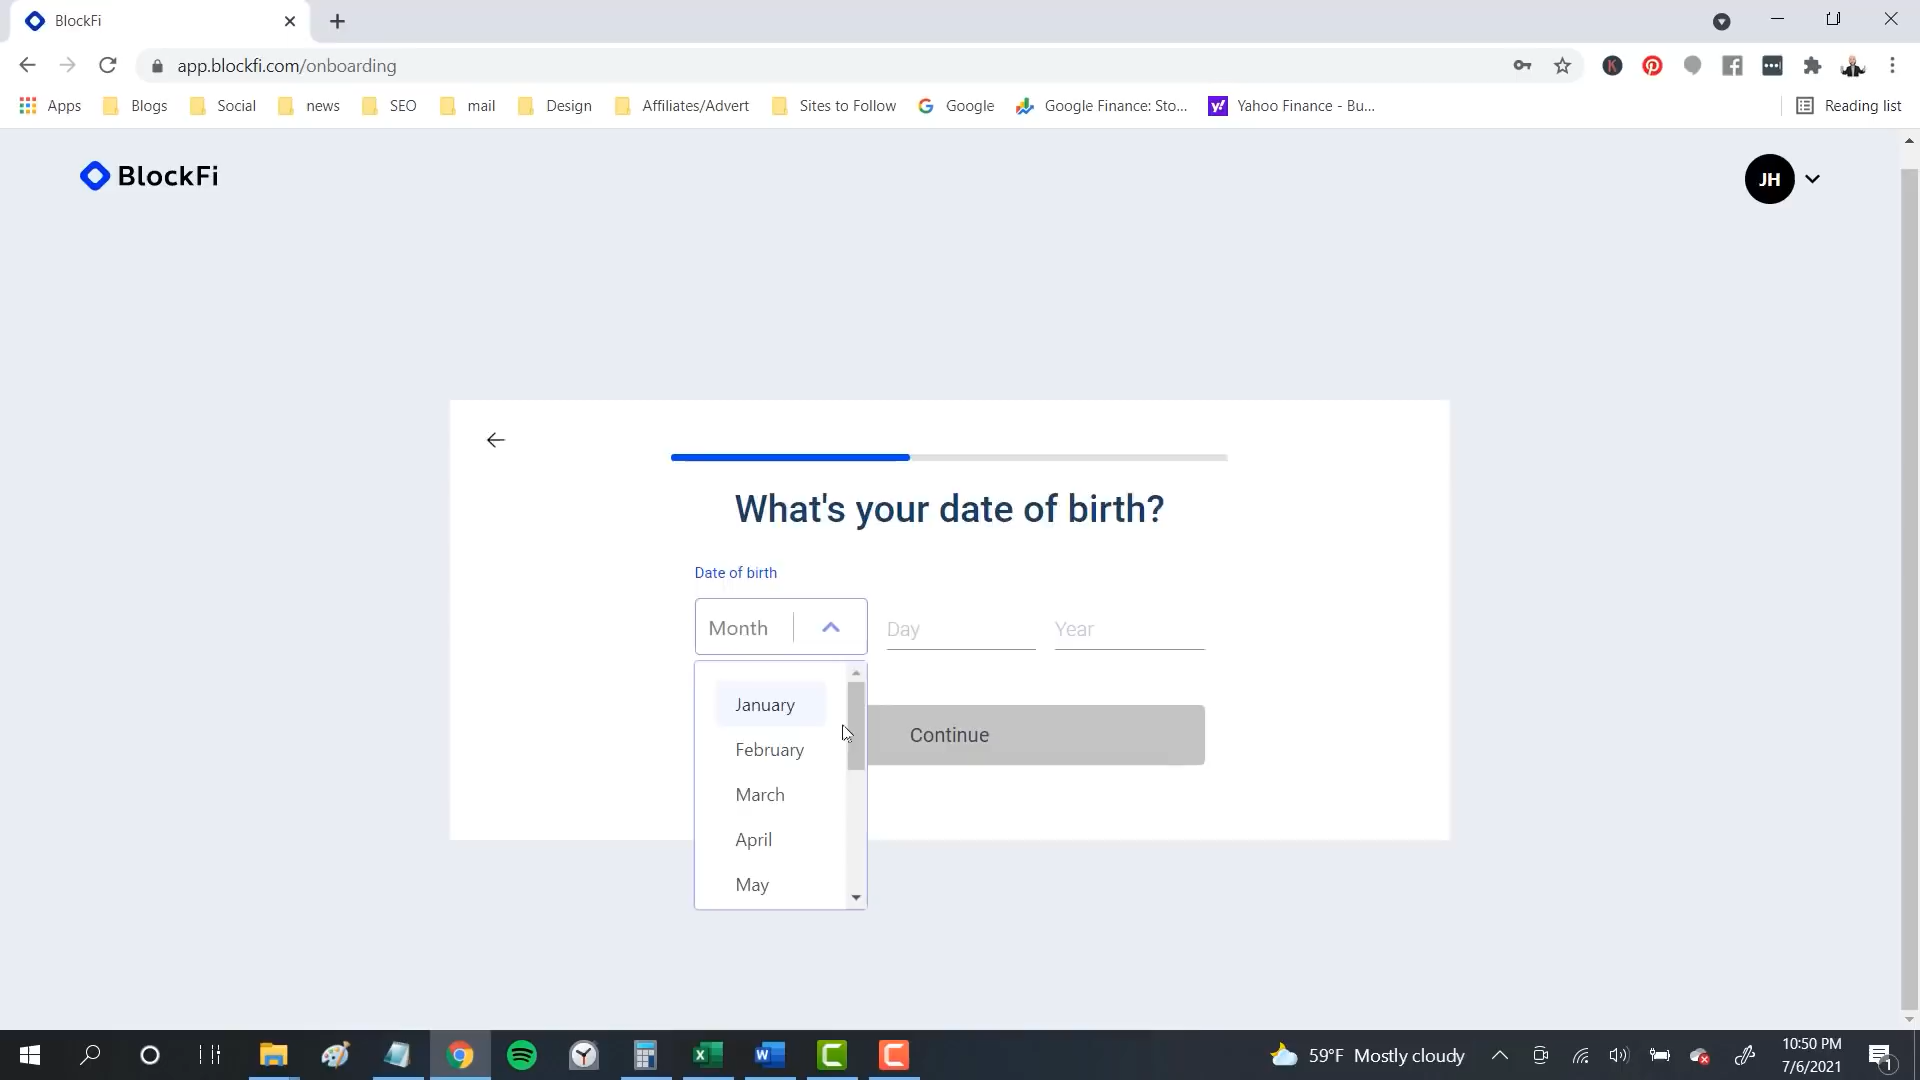 BlockFi
app.blockfi.com/onboarding
Apps
Blogs
Social
news
SEO
mail
Design
Affiliates/Advert
Sites to Follow
Google
Google Finance: Sto...
Yahoo Finance - Bu...
Reading list
BlockFi
JH
What's your date of birth?
Date of birth
Month
Day
Year
January
February
March
April
May
Continue
59°F Mostly cloudy
10:50 PM
7/6/2021
1